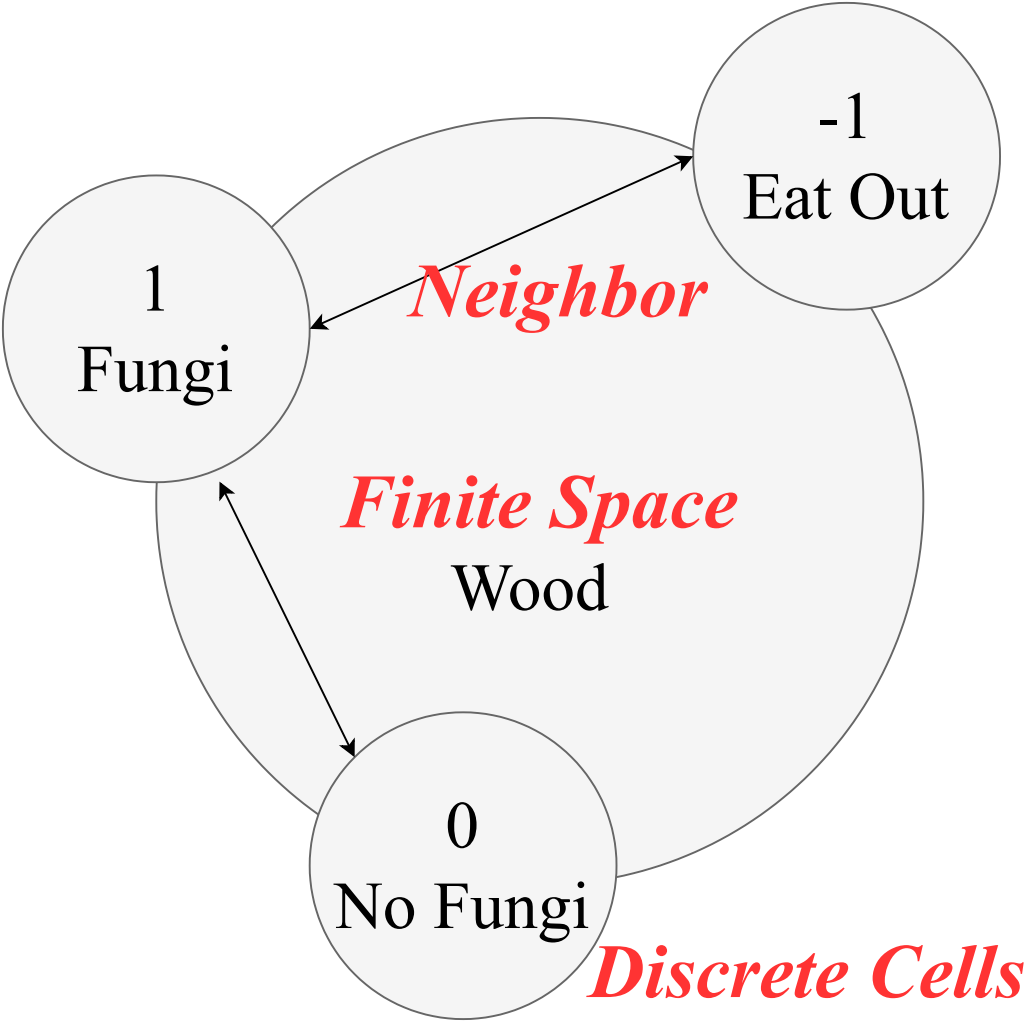 -1
Eat Out
1
Fungi
Neighbor
Finite Space
Wood
0
No Fungi
Discrete Cells